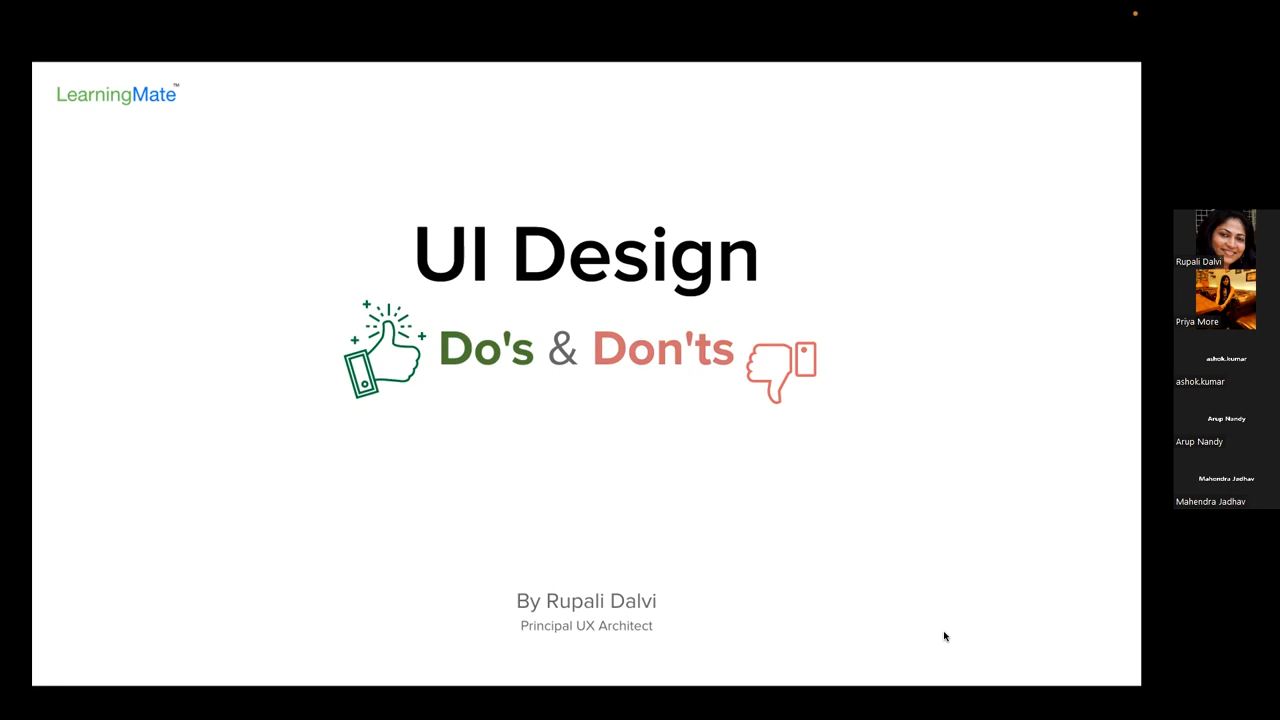 LearningMate™
UI Design
Do's & Don'ts
By Rupali Dalvi
Principal UX Architect
Rupali Dalvi
Priya More
ashok.kumar
ashok.kumar
Arup Nandy
Arup Nandy
Mahendra Jadhav
Mahendra Jadhav